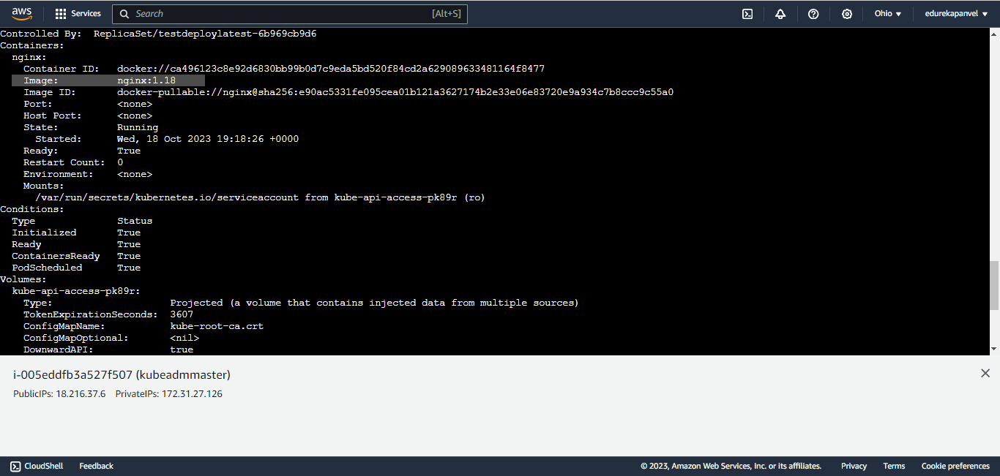 aws Services Search [Alt+S] Ohio ▼ edurekapanvel ▼
Controlled By:  ReplicaSet/testdeploylatest-6b969cb9d6
Containers:
  nginx:
    Container ID:   docker://ca496123c8e92d6830bb99b0d7c9eda5bd520f84cd2a629089633481164f8477
    Image:          nginx:1.18
    Image ID:       docker-pullable://nginx@sha256:e90ac5331fe095cea01b121a3627174b2e33e06e83720e9a934c7b8ccc9c55a0
    Port:           <none>
    Host Port:      <none>
    State:          Running
      Started:      Wed, 18 Oct 2023 19:18:26 +0000
    Ready:          True
    Restart Count:  0
    Environment:    <none>
    Mounts:
      /var/run/secrets/kubernetes.io/serviceaccount from kube-api-access-pk89r (ro)
Conditions:
  Type              Status
  Initialized       True
  Ready             True
  ContainersReady   True
  PodScheduled      True
Volumes:
  kube-api-access-pk89r:
    Type:                    Projected (a volume that contains injected data from multiple sources)
    TokenExpirationSeconds:  3607
    ConfigMapName:           kube-root-ca.crt
    ConfigMapOptional:       <nil>
    DownwardAPI:             true
i-005eddfb3a527f507 (kubeadmmaster)
PublicIPs: 18.216.37.6 PrivateIPs: 172.31.27.126
CloudShell Feedback © 2023, Amazon Web Services, Inc. or its affiliates. Privacy Terms Cookie preferences